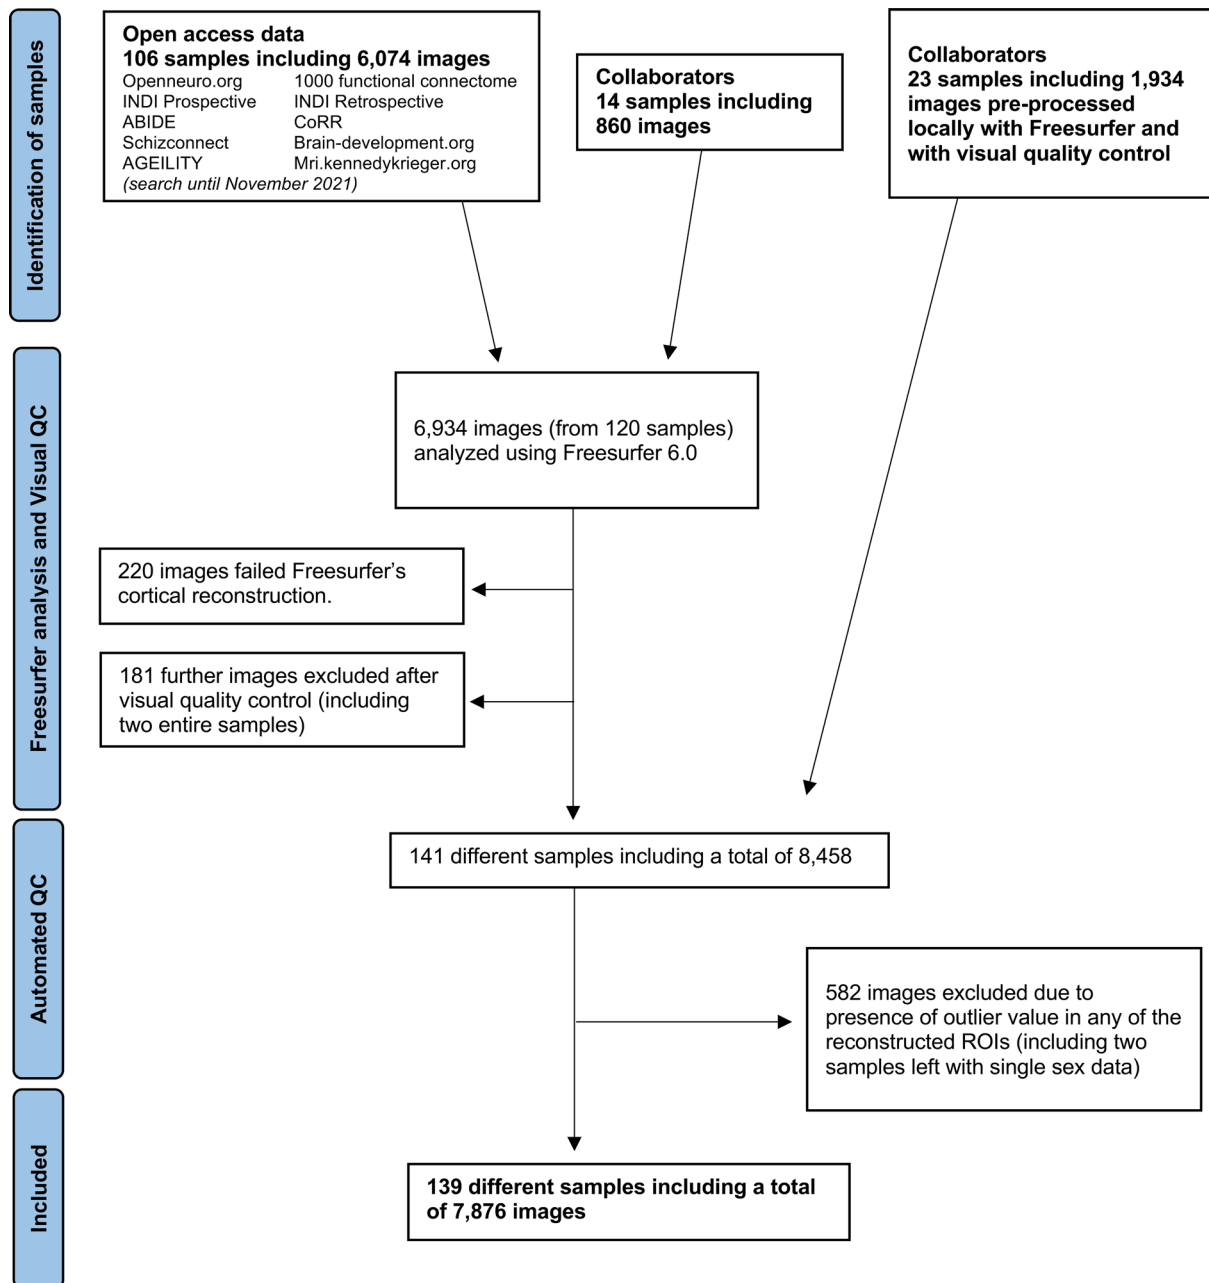 Identification of samples
Open access data
106 samples including 6,074 images
Openneuro.org 1000 functional connectome
INDI Prospective INDI Retrospective
ABIDE CoRR
Schizconnect Brain-development.org
AGEILITY Mri.kennedykrieger.org
(search until November 2021)
Collaborators
14 samples including
860 images
Collaborators
23 samples including 1,934
images pre-processed
locally with Freesurfer and
with visual quality control
Freesurfer analysis and Visual QC
6,934 images (from 120 samples)
analyzed using Freesurfer 6.0
220 images failed Freesurfer’s
cortical reconstruction.
181 further images excluded after
visual quality control (including
two entire samples)
Automated QC
141 different samples including a total of 8,458
582 images excluded due to
presence of outlier value in any of the
reconstructed ROIs (including two
samples left with single sex data)
Included
139 different samples including a total
of 7,876 images